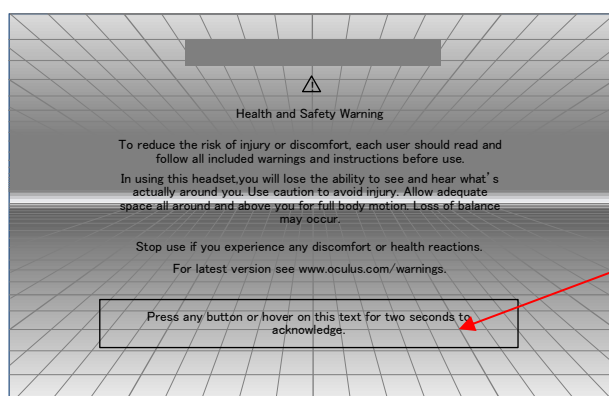 Health and Safety Warning
To reduce the risk of injury or discomfort, each user should read and
follow all included warnings and instructions before use.
In using this headset,you will lose the ability to see and hear what's
actually around you. Use caution to avoid injury. Allow adequate
space all around and above you for full body motion. Loss of balance
may occur.
Stop use if you experience any discomfort or health reactions.
For latest version see www.oculus.com/warnings.
Press any button or hover on this text for two seconds to
acknowledge.